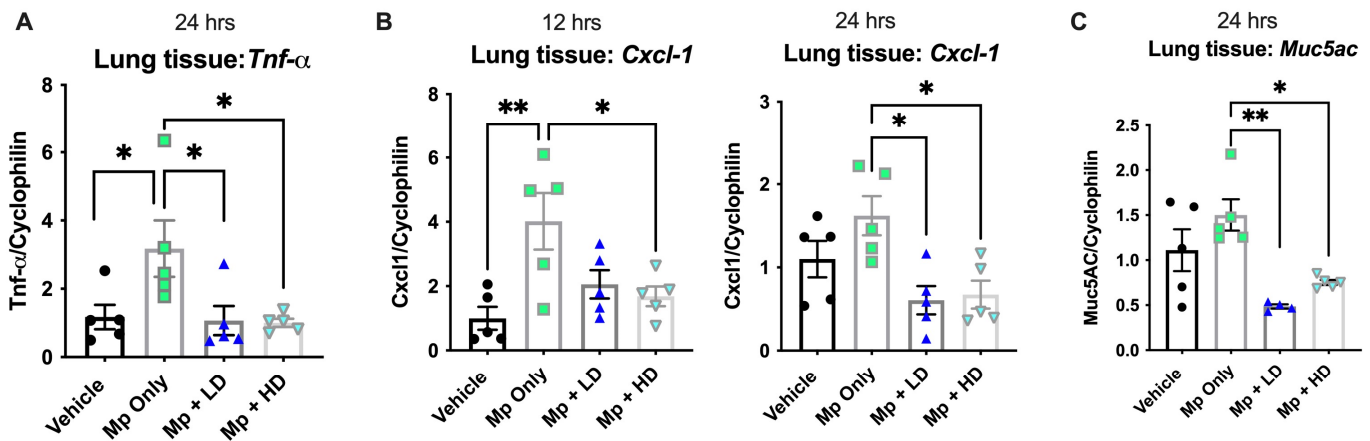 A
24 hrs
Lung tissue:Tnf-α
Tnf-α/Cyclophilin
8
6
4
2
0
*
*
*
Vehicle
Mp Only
Mp + LD
Mp + HD
B
12 hrs
Lung tissue: Cxcl-1
Cxcl1/Cyclophilin
8
6
4
2
0
**
*
Vehicle
Mp Only
Mp + LD
Mp + HD
24 hrs
Lung tissue: Cxcl-1
Cxcl1/Cyclophilin
3
2
1
0
*
*
Vehicle
Mp Only
Mp + LD
Mp + HD
C
24 hrs
Lung tissue: Muc5ac
Muc5AC/Cyclophilin
2.5
2.0
1.5
1.0
0.5
0.0
*
**
Vehicle
Mp Only
Mp + LD
Mp + HD